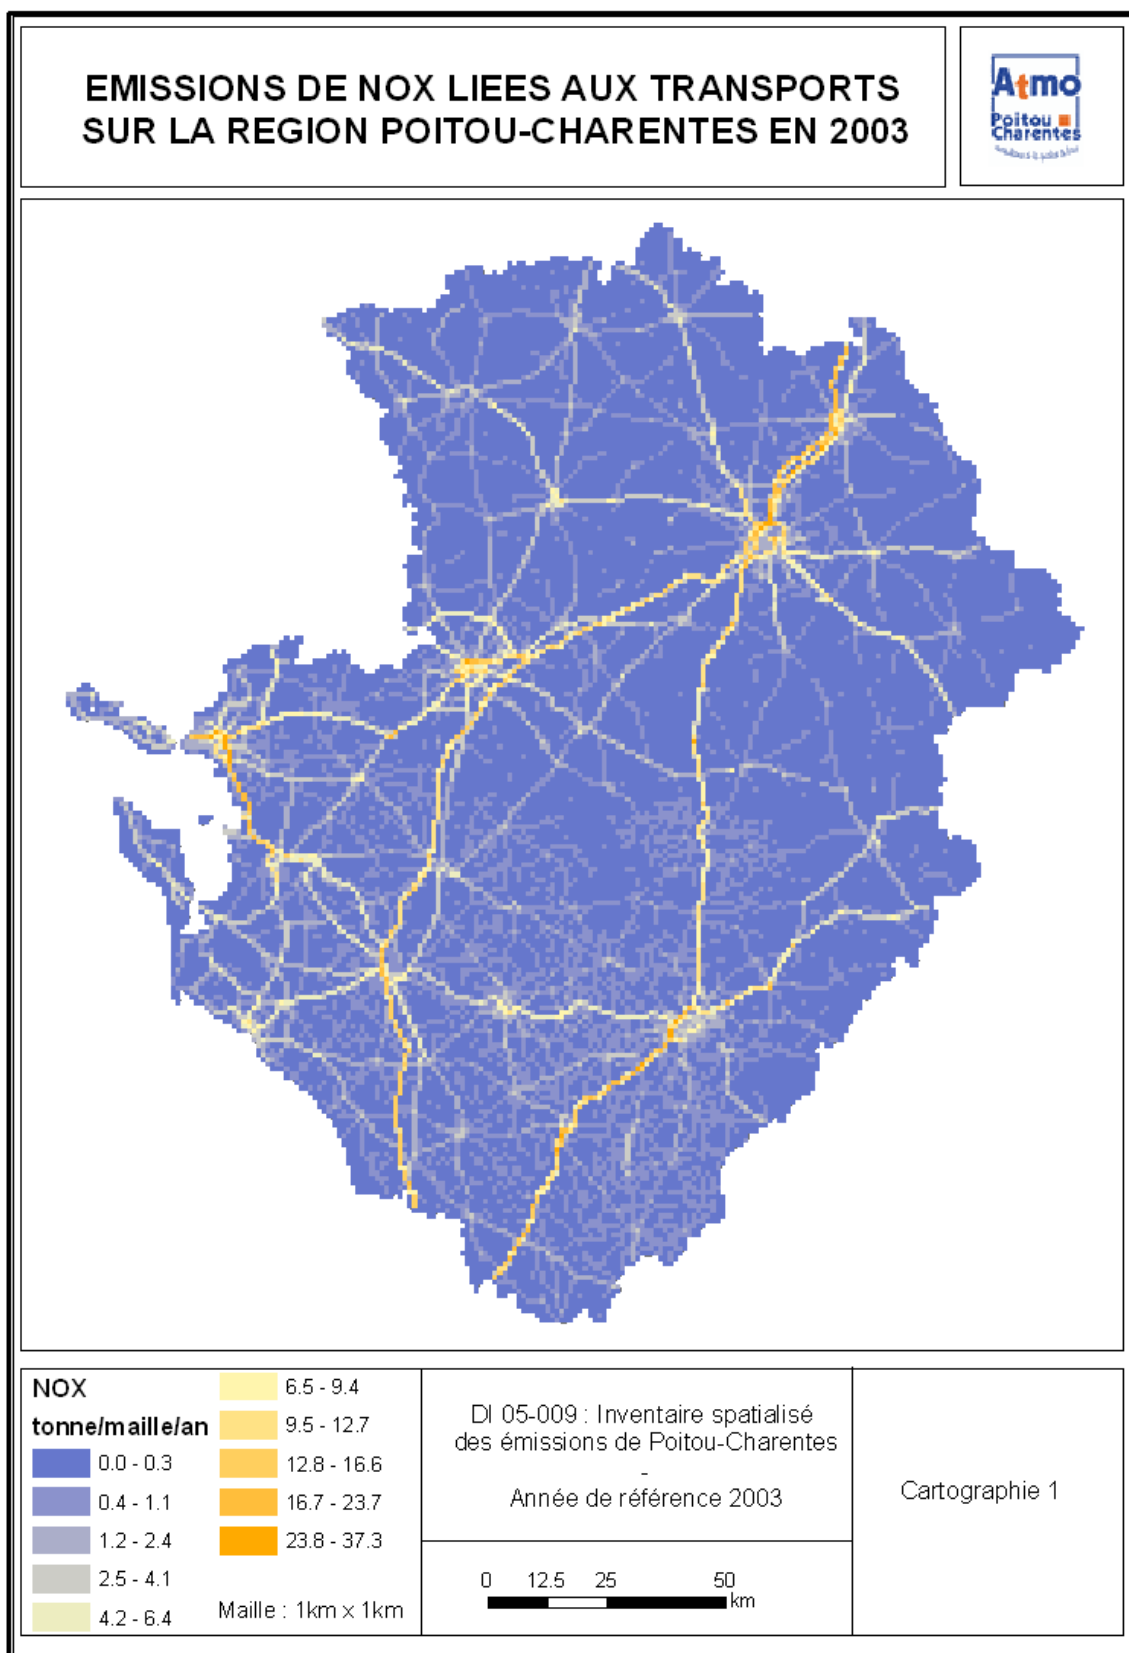 EMISSIONS DE NOX LIEES AUX TRANSPORTS
SUR LA REGION POITOU-CHARENTES EN 2003
Atmo
Poitou
Charentes
NOX
tonne/maille/an
0.0 - 0.3
0.4 - 1.1
1.2 - 2.4
2.5 - 4.1
4.2 - 6.4
6.5 - 9.4
9.5 - 12.7
12.8 - 16.6
16.7 - 23.7
23.8 - 37.3
Maille : 1km x 1km
DI 05-009 : Inventaire spatialisé
des émissions de Poitou-Charentes
-
Année de référence 2003
0 12.5 25 50
km
Cartographie 1